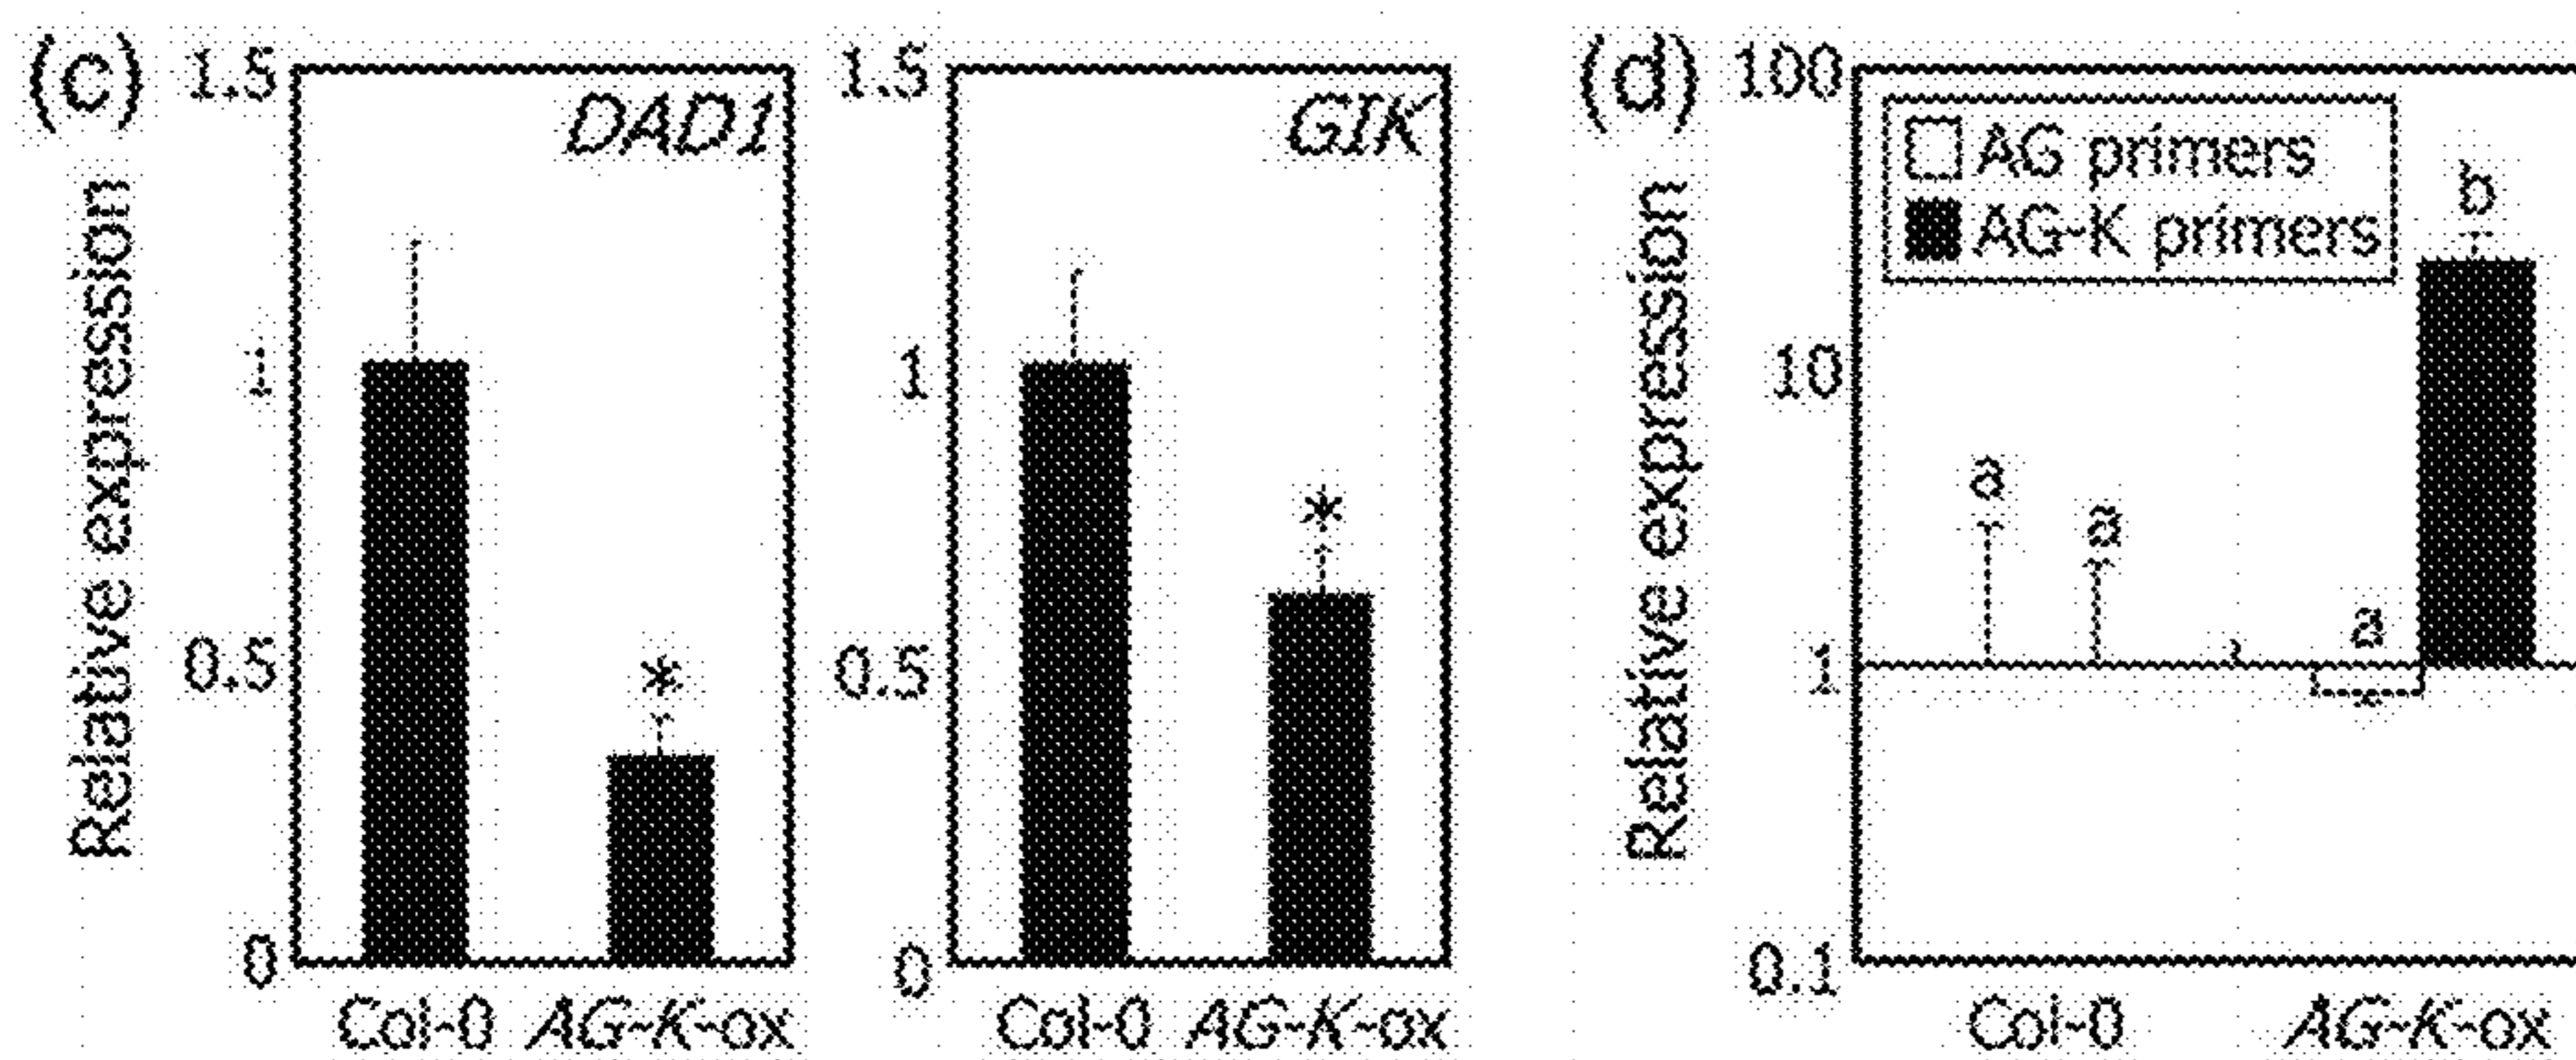 (c)
Relative expression
1.5
1
0.5
0
DAD1
Col-0 AG-K-ox
1.5
1
0.5
0
GIK
*
*
Col-0 AG-K-ox
(d)
Relative expression
100
10
1
0.1
AG primers
AG-K primers
a
a
a
b
Col-0 AG-K-ox